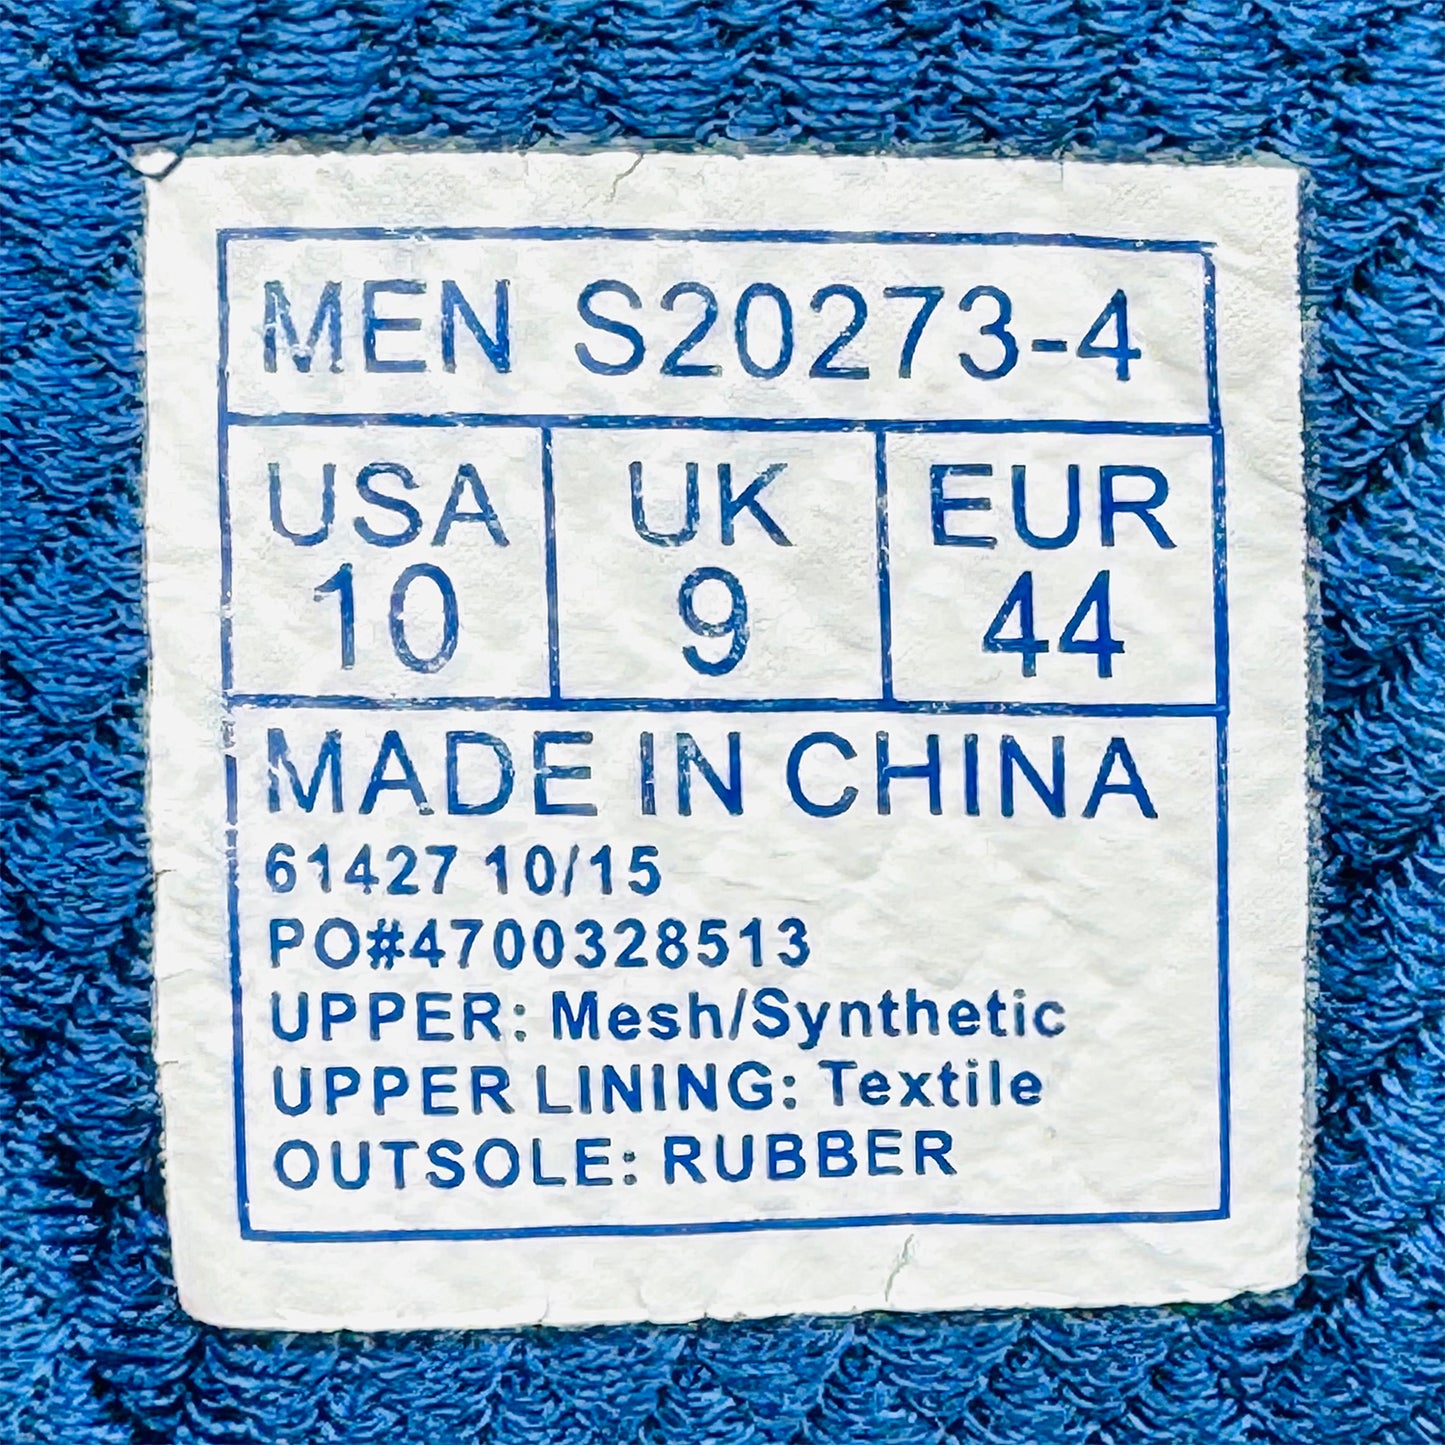 MEN S20273-4
USA UK EUR
10 9 44
MADE IN CHINA
61427 10/15
PO#4700328513
UPPER: Mesh/Synthetic
UPPER LINING: Textile
OUTSOLE: RUBBER